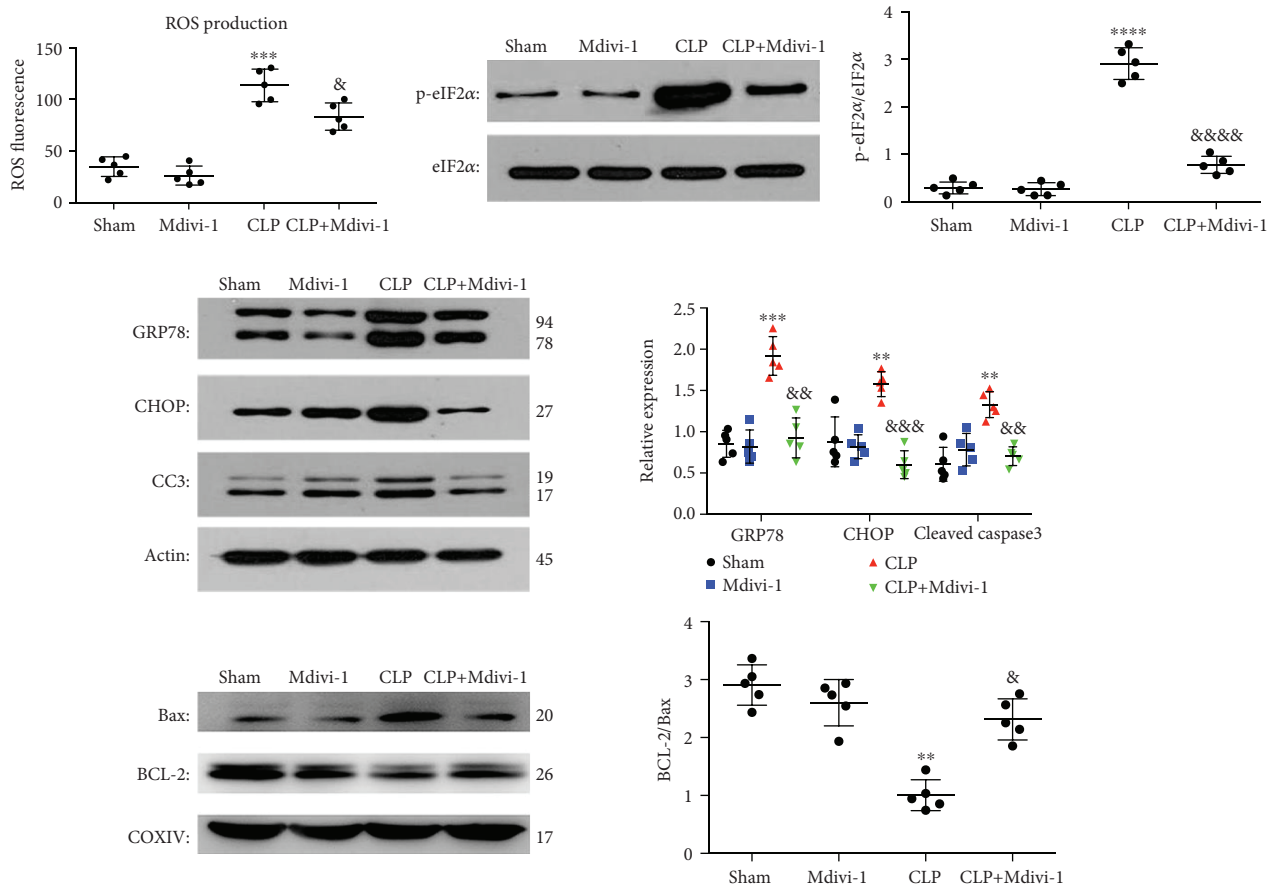 ROS production
ROS fluorescence
150
100
50
0
***
&
Sham Mdivi-1 CLP CLP+Mdivi-1
Sham Mdivi-1 CLP CLP+Mdivi-1
p-eIF2α:
eIF2α:
p-eIF2α/eIF2α
4
3
2
1
0
****
&&&&
Sham Mdivi-1 CLP CLP+Mdivi-1
Sham Mdivi-1 CLP CLP+Mdivi-1
GRP78:
94
78
CHOP:
27
CC3:
19
17
Actin:
45
Relative expression
2.5
2.0
1.5
1.0
0.5
0.0
***
&&
**
&&&
**
&&
GRP78 CHOP Cleaved caspase3
Sham CLP
Mdivi-1 CLP+Mdivi-1
Sham Mdivi-1 CLP CLP+Mdivi-1
Bax:
20
BCL-2:
26
COXIV:
17
BCL-2/Bax
4
3
2
1
0
**
&
Sham Mdivi-1 CLP CLP+Mdivi-1